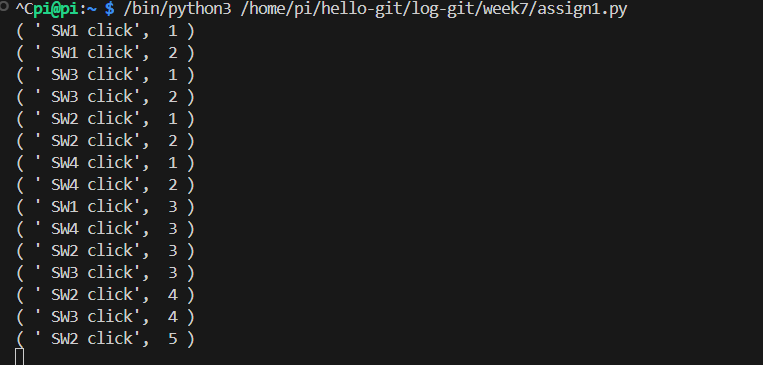 ^Cpi@pi:~ $ /bin/python3 /home/pi/hello-git/log-git/week7/assign1.py
( ' SW1 click',  1 )
( ' SW1 click',  2 )
( ' SW3 click',  1 )
( ' SW3 click',  2 )
( ' SW2 click',  1 )
( ' SW2 click',  2 )
( ' SW4 click',  1 )
( ' SW4 click',  2 )
( ' SW1 click',  3 )
( ' SW4 click',  3 )
( ' SW2 click',  3 )
( ' SW3 click',  3 )
( ' SW2 click',  4 )
( ' SW3 click',  4 )
( ' SW2 click',  5 )